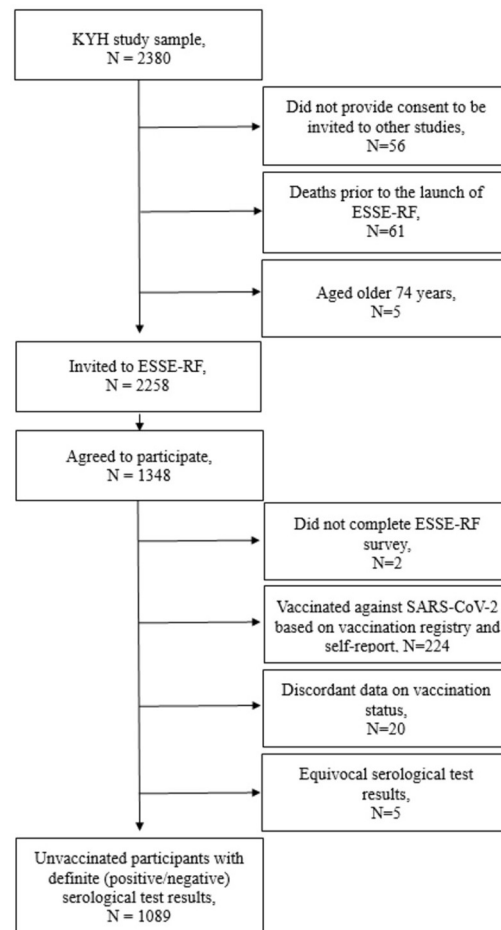 KYH study sample,
N = 2380
Did not provide consent to be
invited to other studies,
N=56
Deaths prior to the launch of
ESSE-RF,
N=61
Aged older 74 years,
N=5
Invited to ESSE-RF,
N = 2258
Agreed to participate,
N = 1348
Did not complete ESSE-RF
survey,
N=2
Vaccinated against SARS-CoV-2
based on vaccination registry and
self-report, N=224
Discordant data on vaccination
status,
N=20
Equivocal serological test
results,
N=5
Unvaccinated participants with
definite (positive/negative)
serological test results,
N = 1089